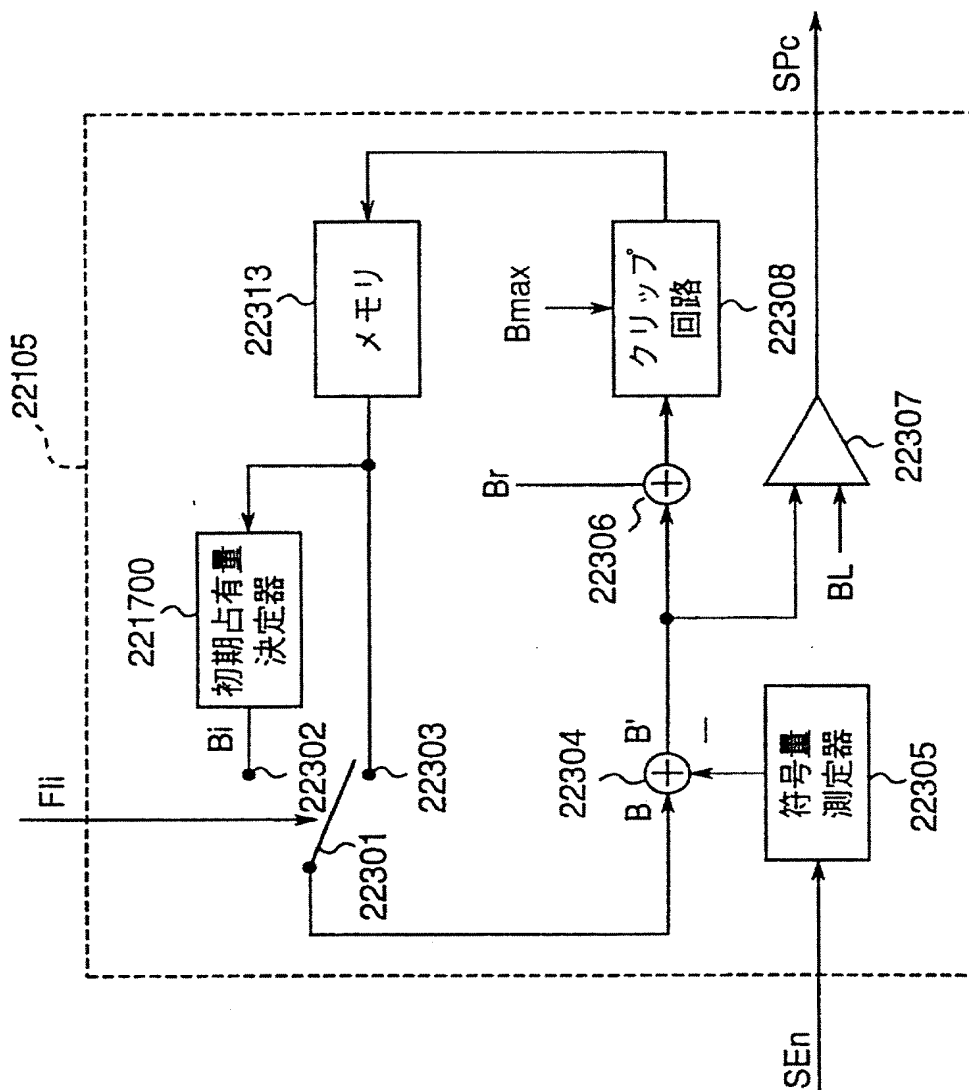 22105
Fli
SPc
221700
初期占有量
決定器
Bi
22302
22301
22303
22313
メモリ
Bmax
クリップ
回路
22308
Br
22306
22304
B
B'
−
BL
22307
符号量
測定器
22305
SEn